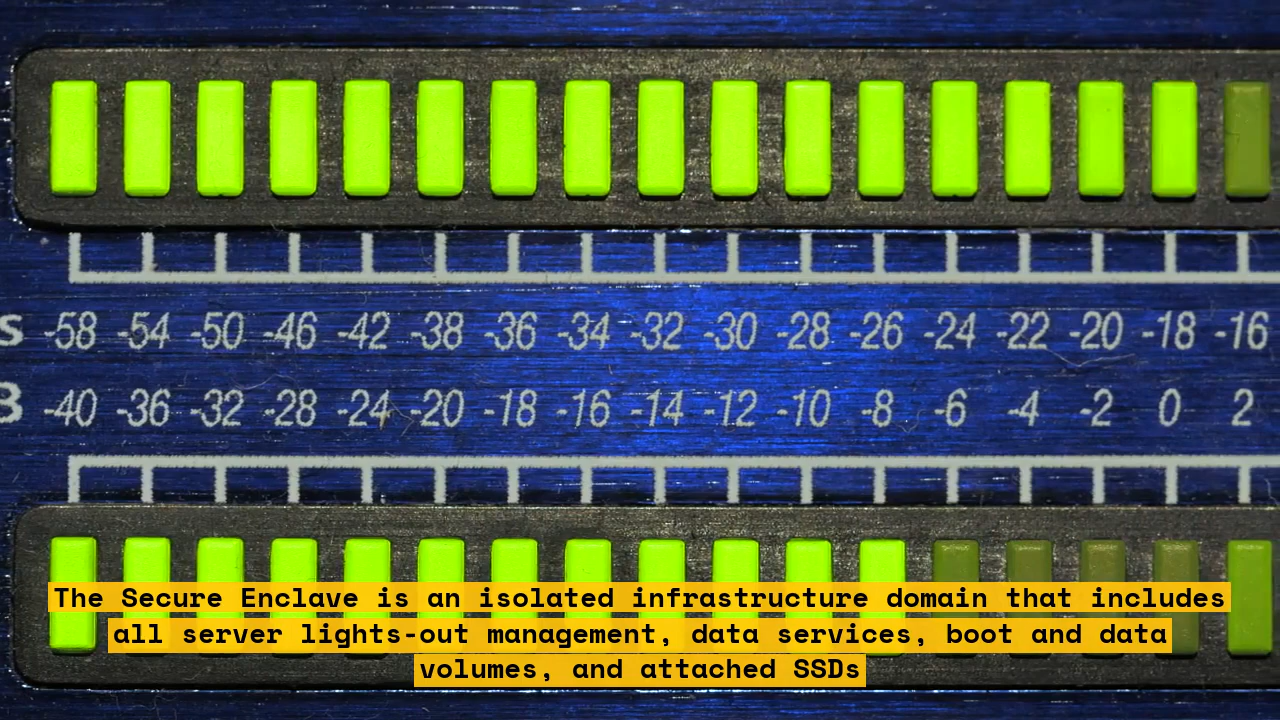 s -58 -54 -50 -46 -42 -38 -36 -34 -32 -30 -28 -26 -24 -22 -20 -18 -16
-40 -36 -32 -28 -24 -20 -18 -16 -14 -12 -10 -8 -6 -4 -2 0 2
The Secure Enclave is an isolated infrastructure domain that includes
all server lights-out management, data services, boot and data
volumes, and attached SSDs